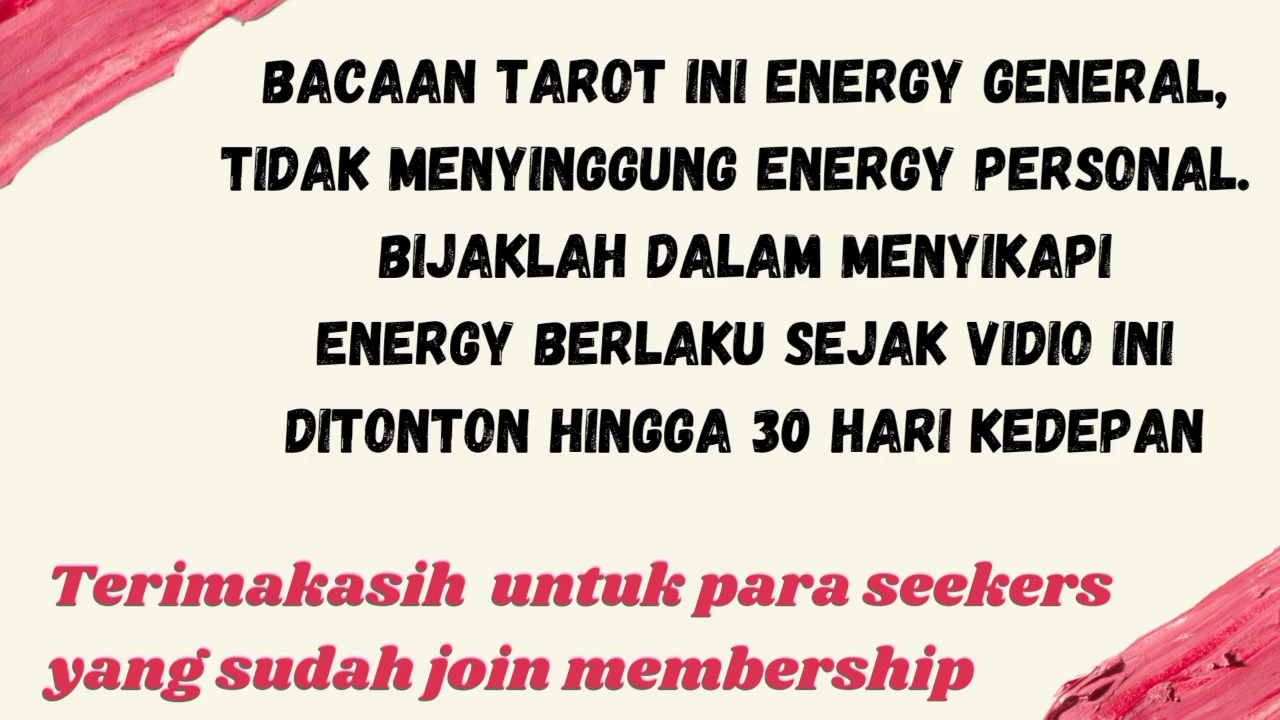 BACAAN TAROT INI ENERGY GENERAL,
TIDAK MENYINGGUNG ENERGY PERSONAL.
BIJAKLAH DALAM MENYIKAPI
ENERGY BERLAKU SEJAK VIDIO INI
DITONTON HINGGA 30 HARI KEDEPAN
Terimakasih untuk para seekers
yang sudah join membership